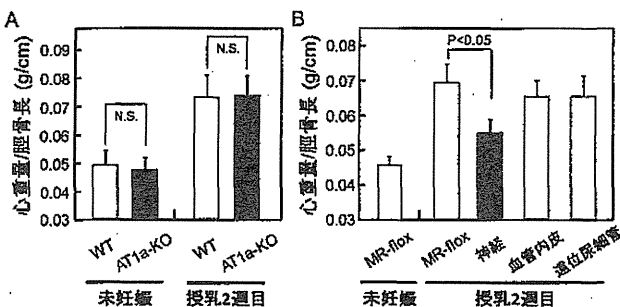 A
心重量/脛骨長 (g/cm)
0.09
0.08
0.07
0.06
0.05
0.04
0.03
N.S.
N.S.
WT
AT1a-KO
WT
AT1a-KO
未妊娠
授乳2週目
B
心重量/脛骨長 (g/cm)
0.08
0.07
0.06
0.05
0.04
0.03
P<0.05
MR-flox
MR-flox
神経
血管内皮
遠位尿細管
未妊娠
授乳2週目